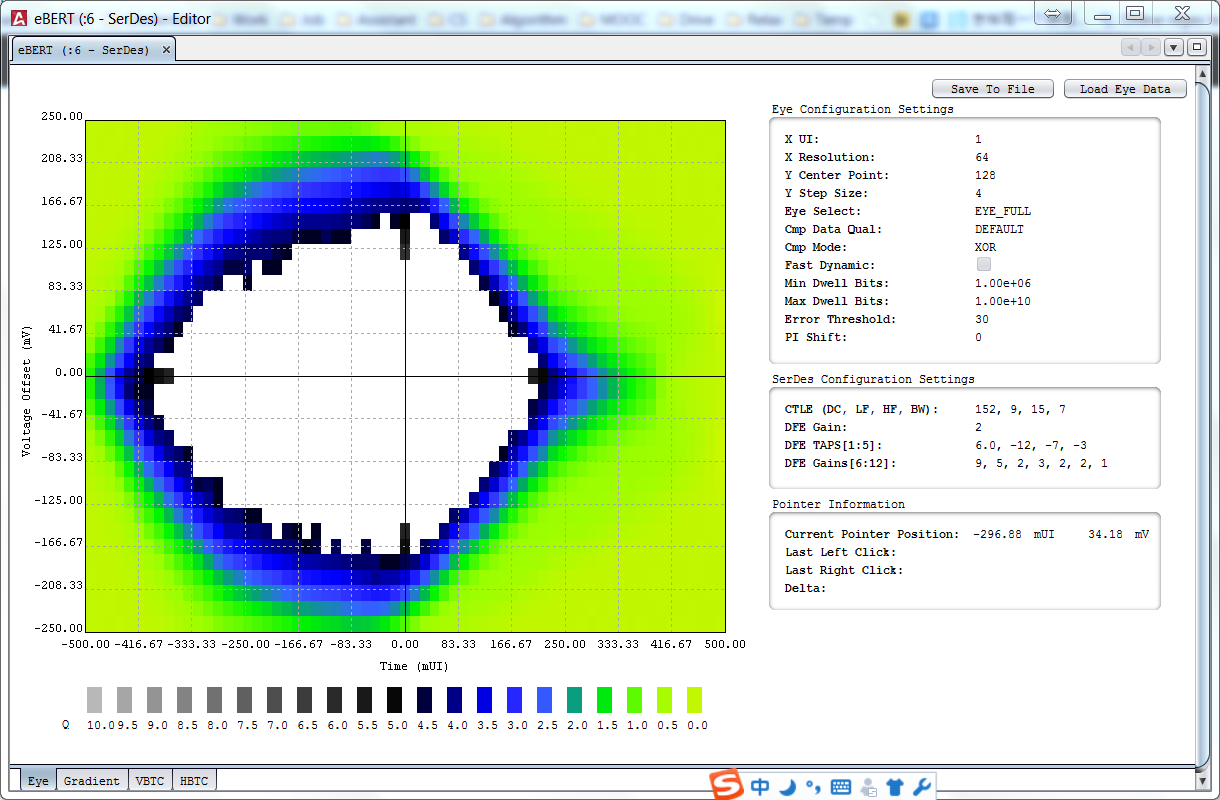 eBERT (:6 - SerDes) - Editor
eBERT (:6 - SerDes)
Save To File Load Eye Data
Eye Configuration Settings
X UI: 1
X Resolution: 64
Y Center Point: 128
Y Step Size: 4
Eye Select: EYE_FULL
Cmp Data Qual: DEFAULT
Cmp Mode: XOR
Fast Dynamic:
Min Dwell Bits: 1.00e+06
Max Dwell Bits: 1.00e+10
Error Threshold: 30
PI Shift: 0
SerDes Configuration Settings
CTLE (DC, LF, HF, BW): 152, 9, 15, 7
DFE Gain: 2
DFE TAPS[1:5]: 6.0, -12, -7, -3
DFE Gains[6:12]: 9, 5, 2, 3, 2, 2, 1
Pointer Information
Current Pointer Position: -296.88 mUI 34.18 mV
Last Left Click:
Last Right Click:
Delta:
250.00
208.33
166.67
125.00
83.33
41.67
0.00
-41.67
-83.33
-125.00
-166.67
-208.33
-250.00
Voltage Offset (mV)
-500.00 -416.67 -333.33 -250.00 -166.67 -83.33 0.00 83.33 166.67 250.00 333.33 416.67 500.00
Time (mUI)
Q 10.0 9.5 9.0 8.5 8.0 7.5 7.0 6.5 6.0 5.5 5.0 4.5 4.0 3.5 3.0 2.5 2.0 1.5 1.0 0.5 0.0
Eye Gradient VBTC HBTC
中